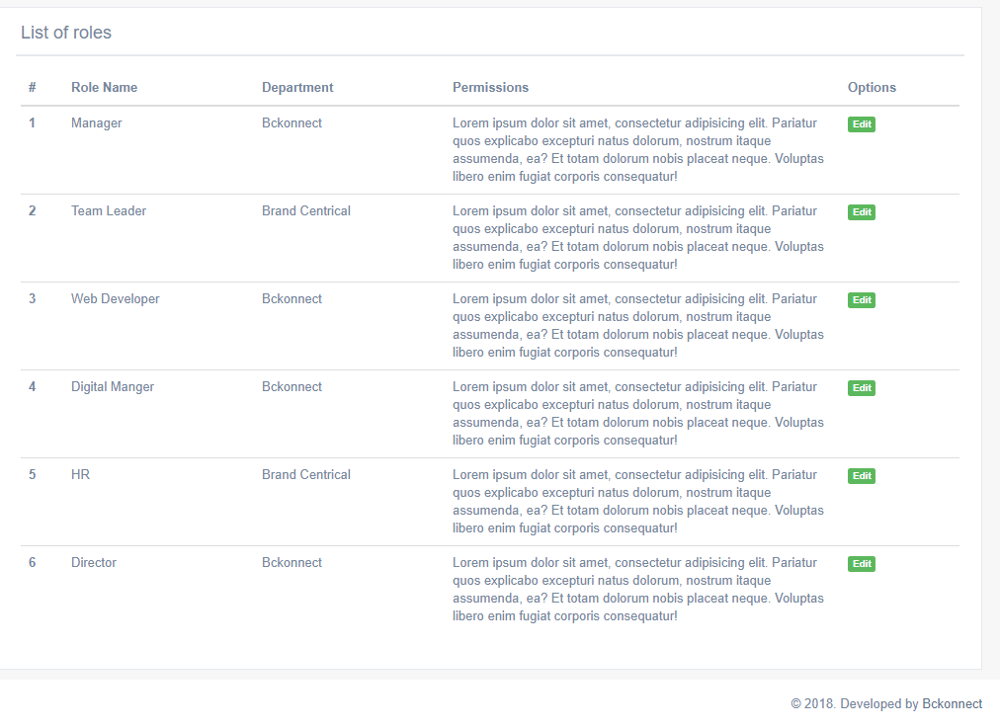 List of roles
# Role Name Department Permissions Options
1 Manager Bckonnect Lorem ipsum dolor sit amet, consectetur adipisicing elit. Pariatur Edit
quos explicabo excepturi natus dolorum, nostrum itaque
assumenda, ea? Et totam dolorum nobis placeat neque. Voluptas
libero enim fugiat corporis consequatur!
2 Team Leader Brand Centrical Lorem ipsum dolor sit amet, consectetur adipisicing elit. Pariatur Edit
quos explicabo excepturi natus dolorum, nostrum itaque
assumenda, ea? Et totam dolorum nobis placeat neque. Voluptas
libero enim fugiat corporis consequatur!
3 Web Developer Bckonnect Lorem ipsum dolor sit amet, consectetur adipisicing elit. Pariatur Edit
quos explicabo excepturi natus dolorum, nostrum itaque
assumenda, ea? Et totam dolorum nobis placeat neque. Voluptas
libero enim fugiat corporis consequatur!
4 Digital Manger Bckonnect Lorem ipsum dolor sit amet, consectetur adipisicing elit. Pariatur Edit
quos explicabo excepturi natus dolorum, nostrum itaque
assumenda, ea? Et totam dolorum nobis placeat neque. Voluptas
libero enim fugiat corporis consequatur!
5 HR Brand Centrical Lorem ipsum dolor sit amet, consectetur adipisicing elit. Pariatur Edit
quos explicabo excepturi natus dolorum, nostrum itaque
assumenda, ea? Et totam dolorum nobis placeat neque. Voluptas
libero enim fugiat corporis consequatur!
6 Director Bckonnect Lorem ipsum dolor sit amet, consectetur adipisicing elit. Pariatur Edit
quos explicabo excepturi natus dolorum, nostrum itaque
assumenda, ea? Et totam dolorum nobis placeat neque. Voluptas
libero enim fugiat corporis consequatur!
© 2018. Developed by Bckonnect